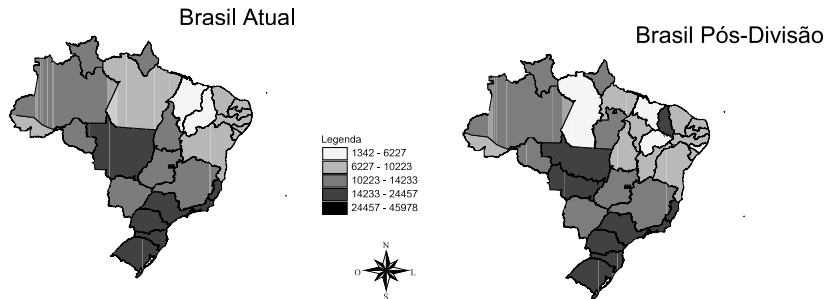 Brasil Atual
Brasil Pós-Divisão
Legenda
1342 - 6227
6227 - 10223
10223 - 14233
14233 - 24457
24457 - 45978
N
O
L
S